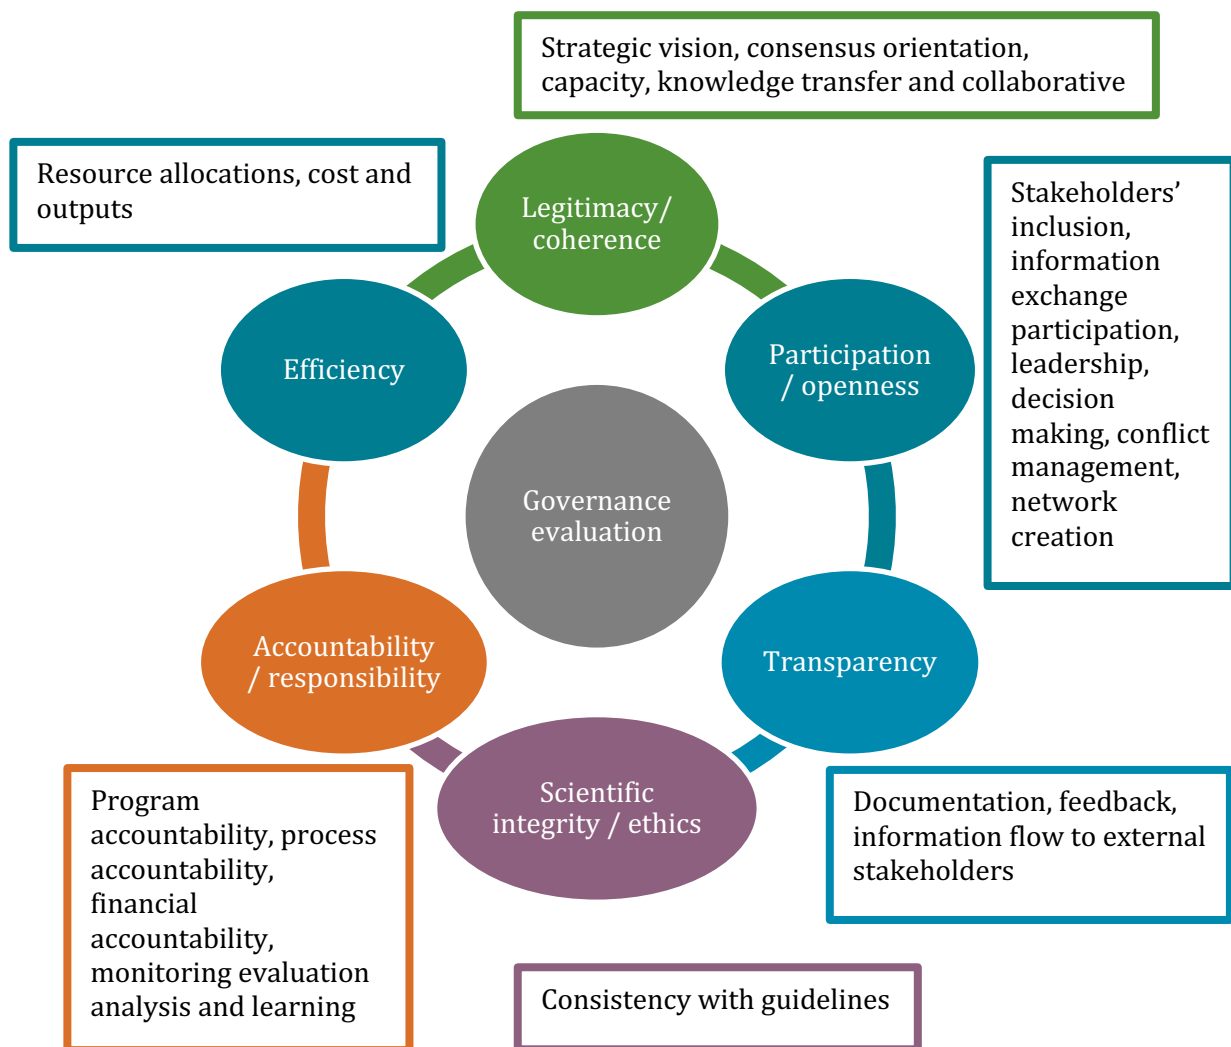 Strategic vision, consensus orientation,
capacity, knowledge transfer and collaborative
Resource allocations, cost and
outputs
Legitimacy/
coherence
Stakeholders’
inclusion,
information
exchange
participation,
leadership,
decision
making, conflict
management,
network
creation
Efficiency
Participation
/ openness
Governance
evaluation
Accountability
/ responsibility
Transparency
Scientific
integrity / ethics
Program
accountability, process
accountability,
financial
accountability,
monitoring evaluation
analysis and learning
Documentation, feedback,
information flow to external
stakeholders
Consistency with guidelines